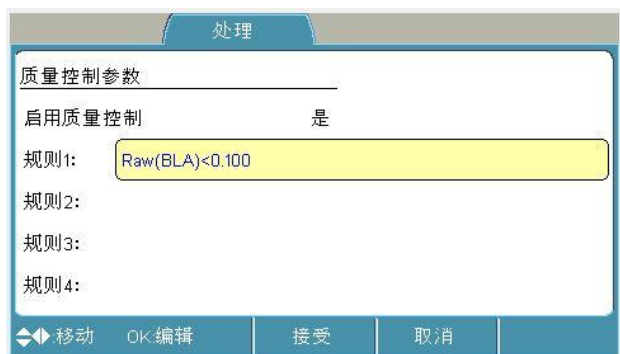 处理
质量控制参数
启用质量控制 是
规则1: Raw(BLA)<0.100
规则2:
规则3:
规则4:
移动 OK:编辑 接受 取消